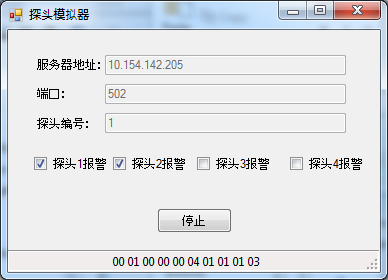 探头模拟器
服务器地址: 10.154.142.205
端口: 502
探头编号: 1
探头1报警 探头2报警 探头3报警 探头4报警
停止
00 01 00 00 00 04 01 01 01 03